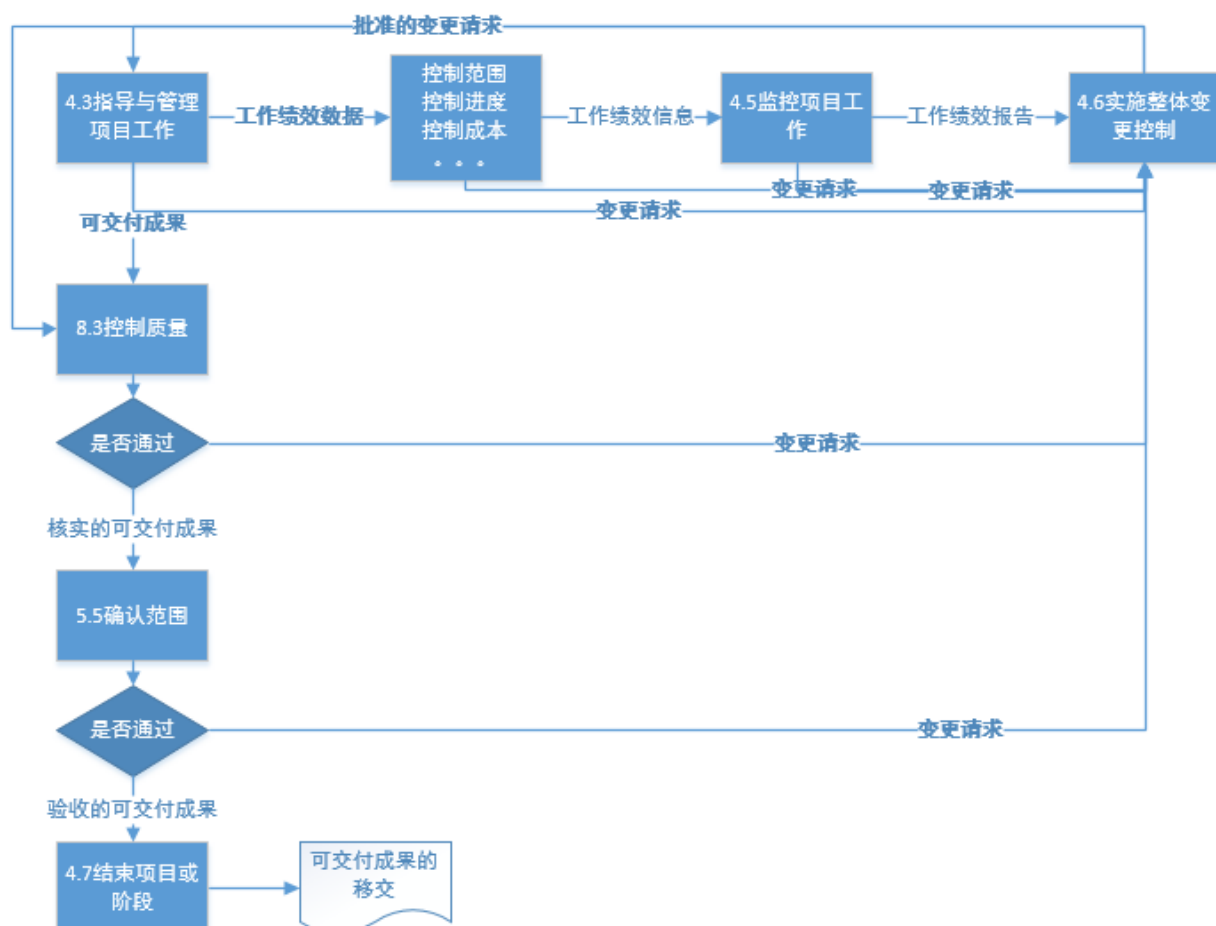 批准的变更请求
4.3指导与管理
项目工作
工作绩效数据
控制范围
控制进度
控制成本
。。。
工作绩效信息
4.5监控项目工
作
工作绩效报告
4.6实施整体变
更控制
变更请求
变更请求
变更请求
可交付成果
8.3控制质量
是否通过
变更请求
核实的可交付成果
5.5确认范围
是否通过
变更请求
验收的可交付成果
4.7结束项目或
阶段
可交付成果的
移交